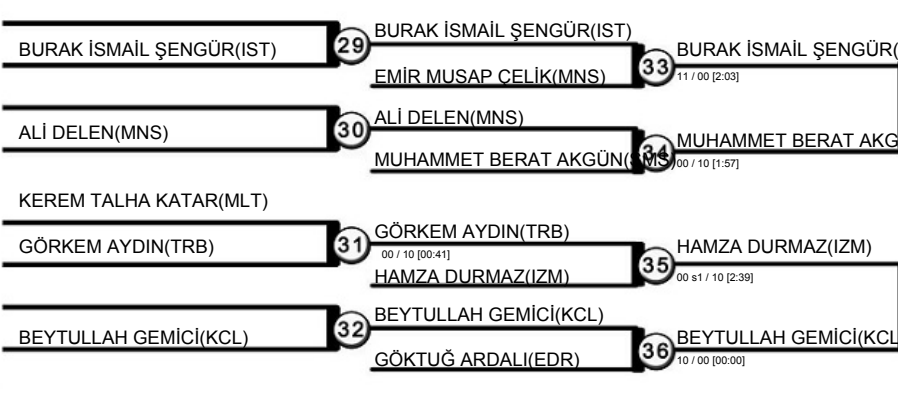 BURAK İSMAİL ŞENGÜR(IST)
29
BURAK İSMAİL ŞENGÜR(IST)
EMİR MUSAP ÇELİK(MNS)
33
BURAK İSMAİL ŞENGÜR(
11 / 00 [2:03]
ALİ DELEN(MNS)
30
ALİ DELEN(MNS)
MUHAMMET BERAT AKGÜN(SMS)
34
MUHAMMET BERAT AKG
00 / 10 [1:57]
KEREM TALHA KATAR(MLT)
GÖRKEM AYDIN(TRB)
31
GÖRKEM AYDIN(TRB)
00 / 10 [00:41]
HAMZA DURMAZ(IZM)
35
HAMZA DURMAZ(IZM)
00 s1 / 10 [2:39]
BEYTULLAH GEMİCİ(KCL)
32
BEYTULLAH GEMİCİ(KCL)
GÖKTUĞ ARDALI(EDR)
36
BEYTULLAH GEMİCİ(KCL
10 / 00 [00:00]